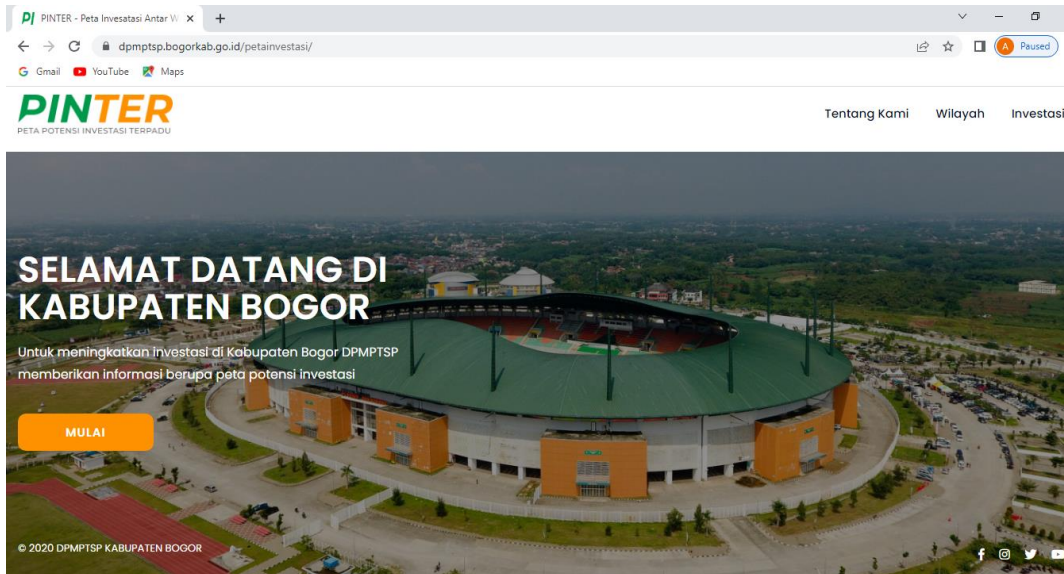 PI PINTER - Peta Invesatasi Antar W
dpmptsp.bogorkab.go.id/petainvestasi/
A Paused
Gmail YouTube Maps
PINTER
PETA POTENSI INVESTASI TERPADU
Tentang Kami Wilayah Investasi
SELAMAT DATANG DI
KABUPATEN BOGOR
Untuk meningkatkan investasi di Kabupaten Bogor DPMPTSP
memberikan informasi berupa peta potensi investasi
MULAI
© 2020 DPMPTSP KABUPATEN BOGOR